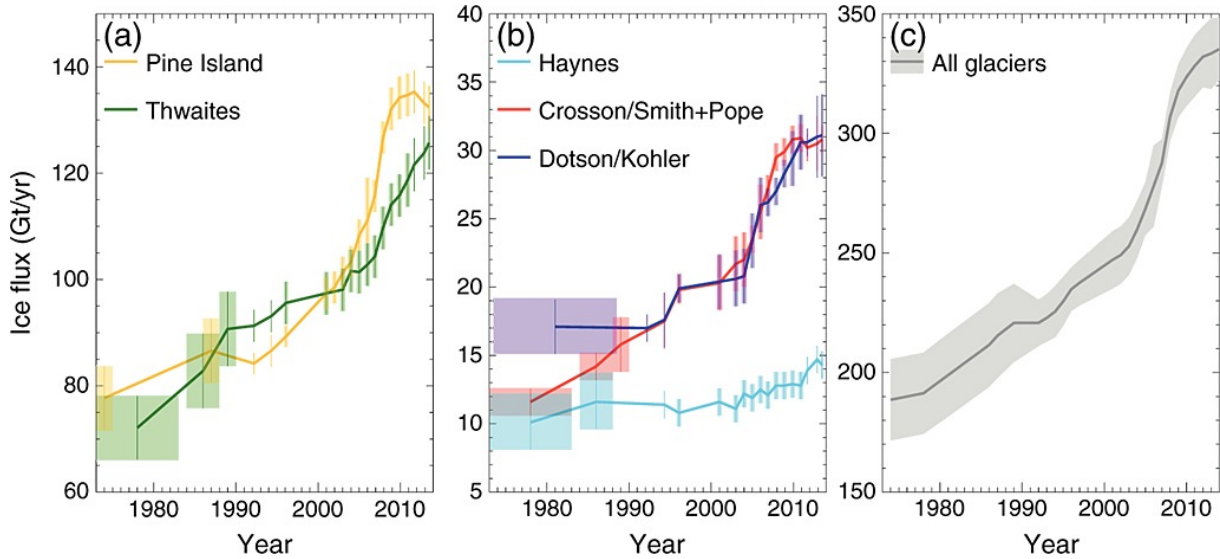 (a)
Pine Island
Thwaites
Ice flux (Gt/yr)
140
120
100
80
60
1980 1990 2000 2010
Year
(b)
Haynes
Crosson/Smith+Pope
Dotson/Kohler
40
35
30
25
20
15
10
5
1980 1990 2000 2010
Year
(c)
All glaciers
350
300
250
200
150
1980 1990 2000 2010
Year